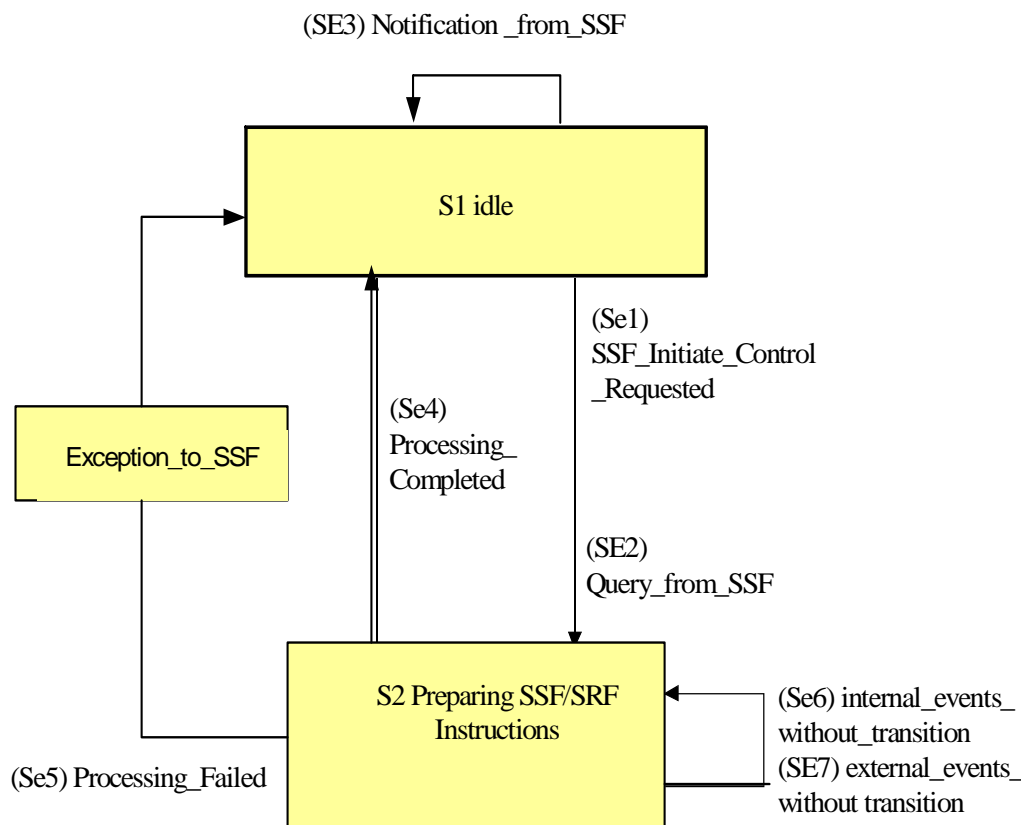 (SE3) Notification _from_SSF
S1 idle
(Se1)
SSF_Initiate_Control
_Requested
(Se4)
Processing_
Completed
Exception_to_SSF
(SE2)
Query_from_SSF
S2 Preparing SSF/SRF
Instructions
(Se6) internal_events_
without_transition
(SE7) external_events_
without transition
(Se5) Processing_Failed